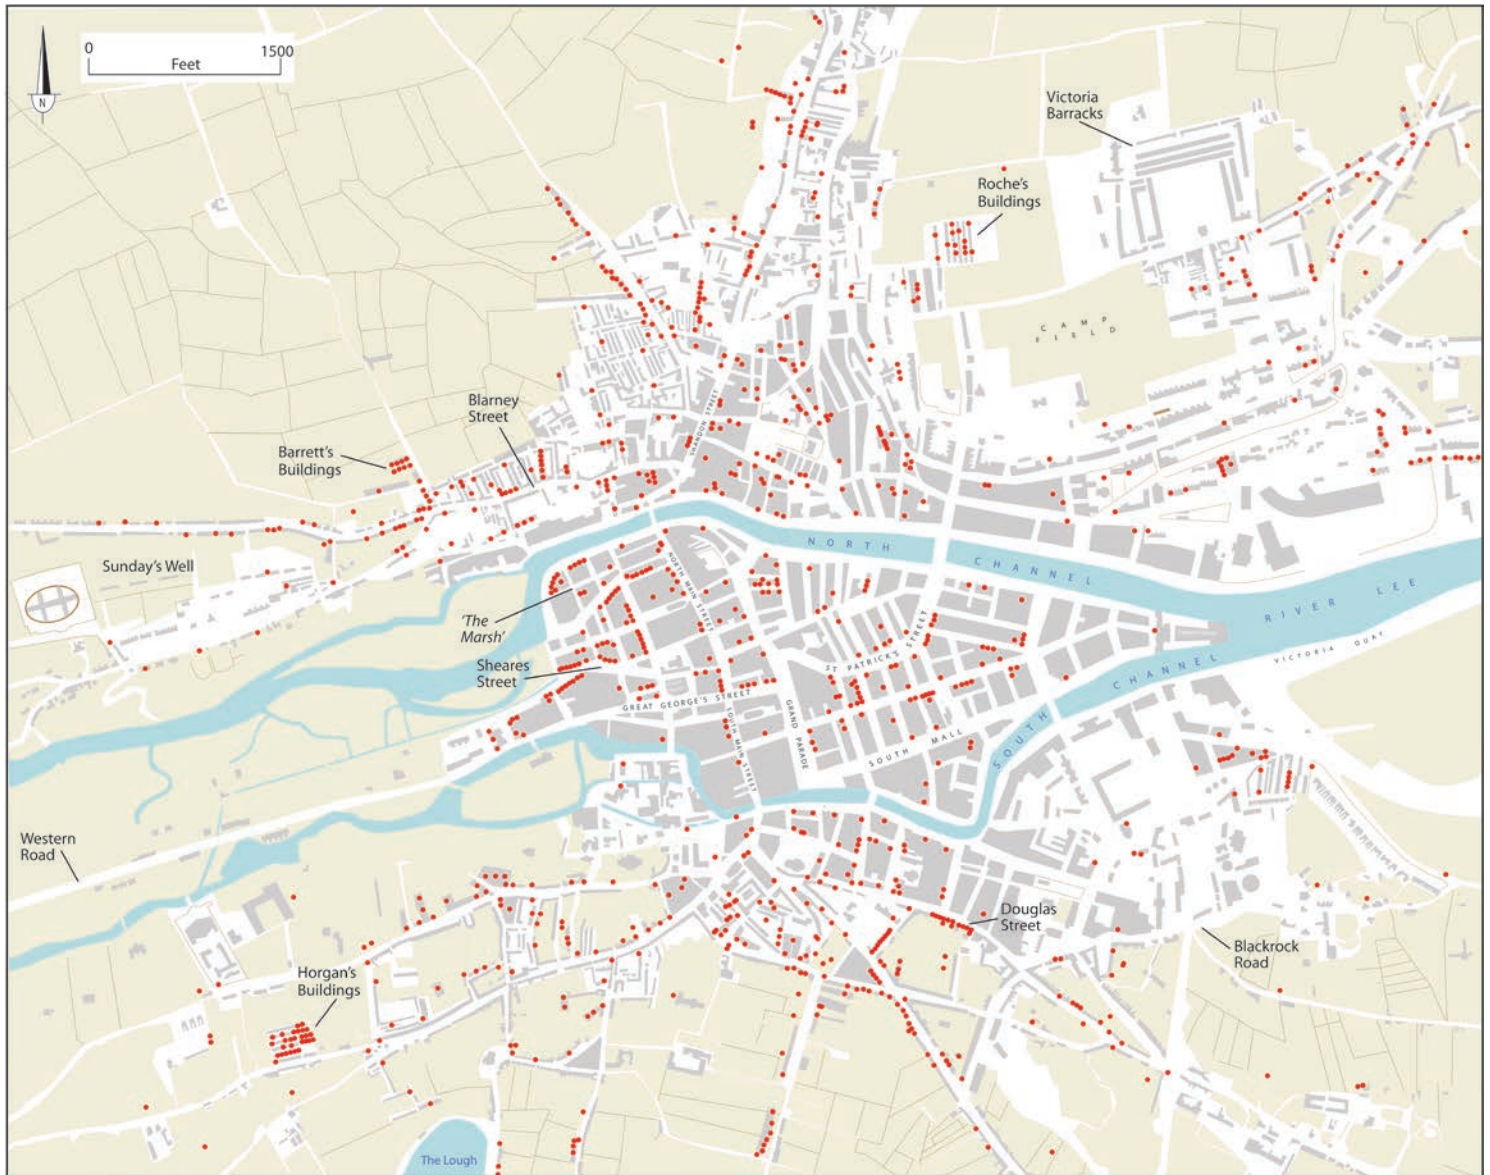 0 1500
Feet
N
Victoria
Barracks
Roche's
Buildings
CAMP
FIELD
Blarney
Street
Barrett's
Buildings
SHANDON STREET
Sunday's Well
NORTH CHANNEL
RIVER LEE
NORTH MAIN STREET
'The
Marsh'
Sheares
Street
ST PATRICK'S STREET
SOUTH CHANNEL
VICTORIA QUAY
GREAT GEORGE'S STREET
GRAND PARADE
SOUTH MAIN STREET
SOUTH MALL
Western
Road
Douglas
Street
Blackrock
Road
Horgan's
Buildings
The Lough